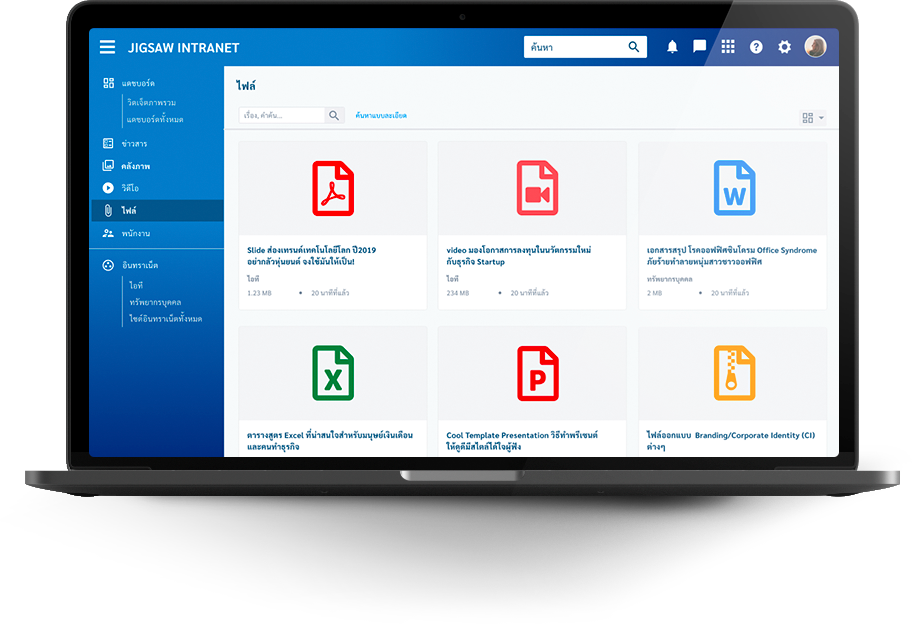 JIGSAW INTRANET
ค้นหา
แดชบอร์ด
วิดเจ็ตภาพรวม
แดชบอร์ดทั้งหมด
ข่าวสาร
คลังภาพ
วิดีโอ
ไฟล์
พนักงาน
อินทราเน็ต
ไอที
ทรัพยากรบุคคล
ไซต์อินทราเน็ตทั้งหมด
ไฟล์
เรื่อง, คำค้น...
ค้นหาแบบละเอียด
Slide ส่องเทรนด์เทคโนโลยีโลก ปี2019
อย่ากลัวหุ่นยนต์ จงใช้มันให้เป็น!
ไอที
1.23 MB • 20 นาทีที่แล้ว
video มองโอกาสการลงทุนในนวัตกรรมใหม่
กับธุรกิจ Startup
ไอที
234 MB • 20 นาทีที่แล้ว
เอกสารสรุป โรคออฟฟิศซินโดรม Office Syndrome
ภัยร้ายทำลายหนุ่มสาวชาวออฟฟิศ
ทรัพยากรบุคคล
2 MB • 20 นาทีที่แล้ว
W
X
P
ตารางสูตร Excel ที่น่าสนใจสำหรับมนุษย์เงินเดือน
และคนทำธุรกิจ
Cool Template Presentation วิธีทำพรีเซนต์
ให้ดูดีมีสไตล์ได้ใจผู้ฟัง
ไฟล์ออกแบบ Branding/Corporate Identity (CI)
ต่างๆ